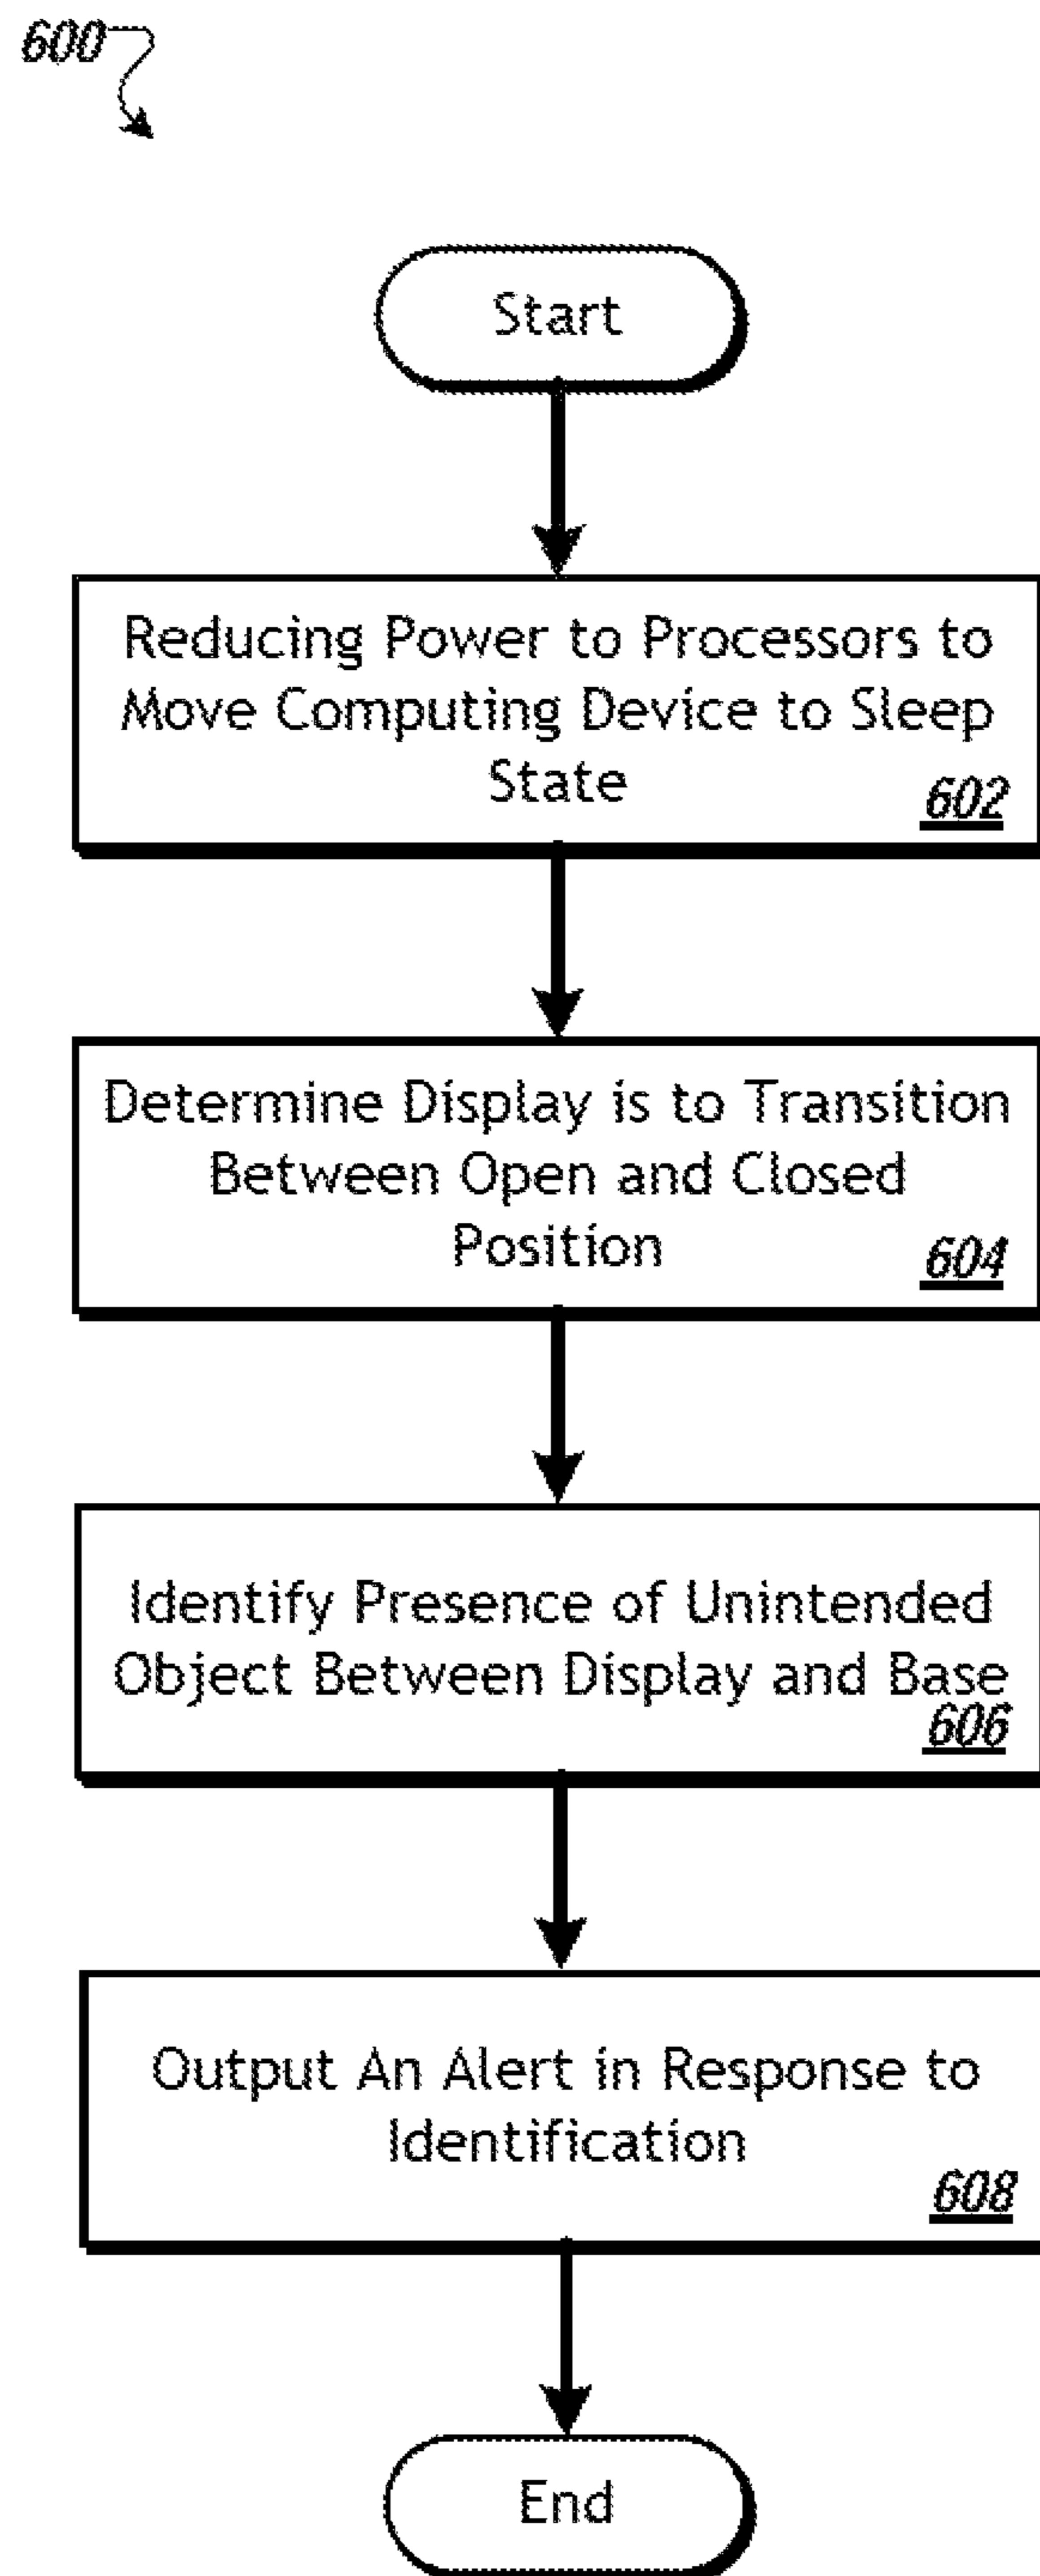 600
Start
Reducing Power to Processors to
Move Computing Device to Sleep
State
602
Determine Display is to Transition
Between Open and Closed
Position
604
Identify Presence of Unintended
Object Between Display and Base
606
Output An Alert in Response to
Identification
608
End